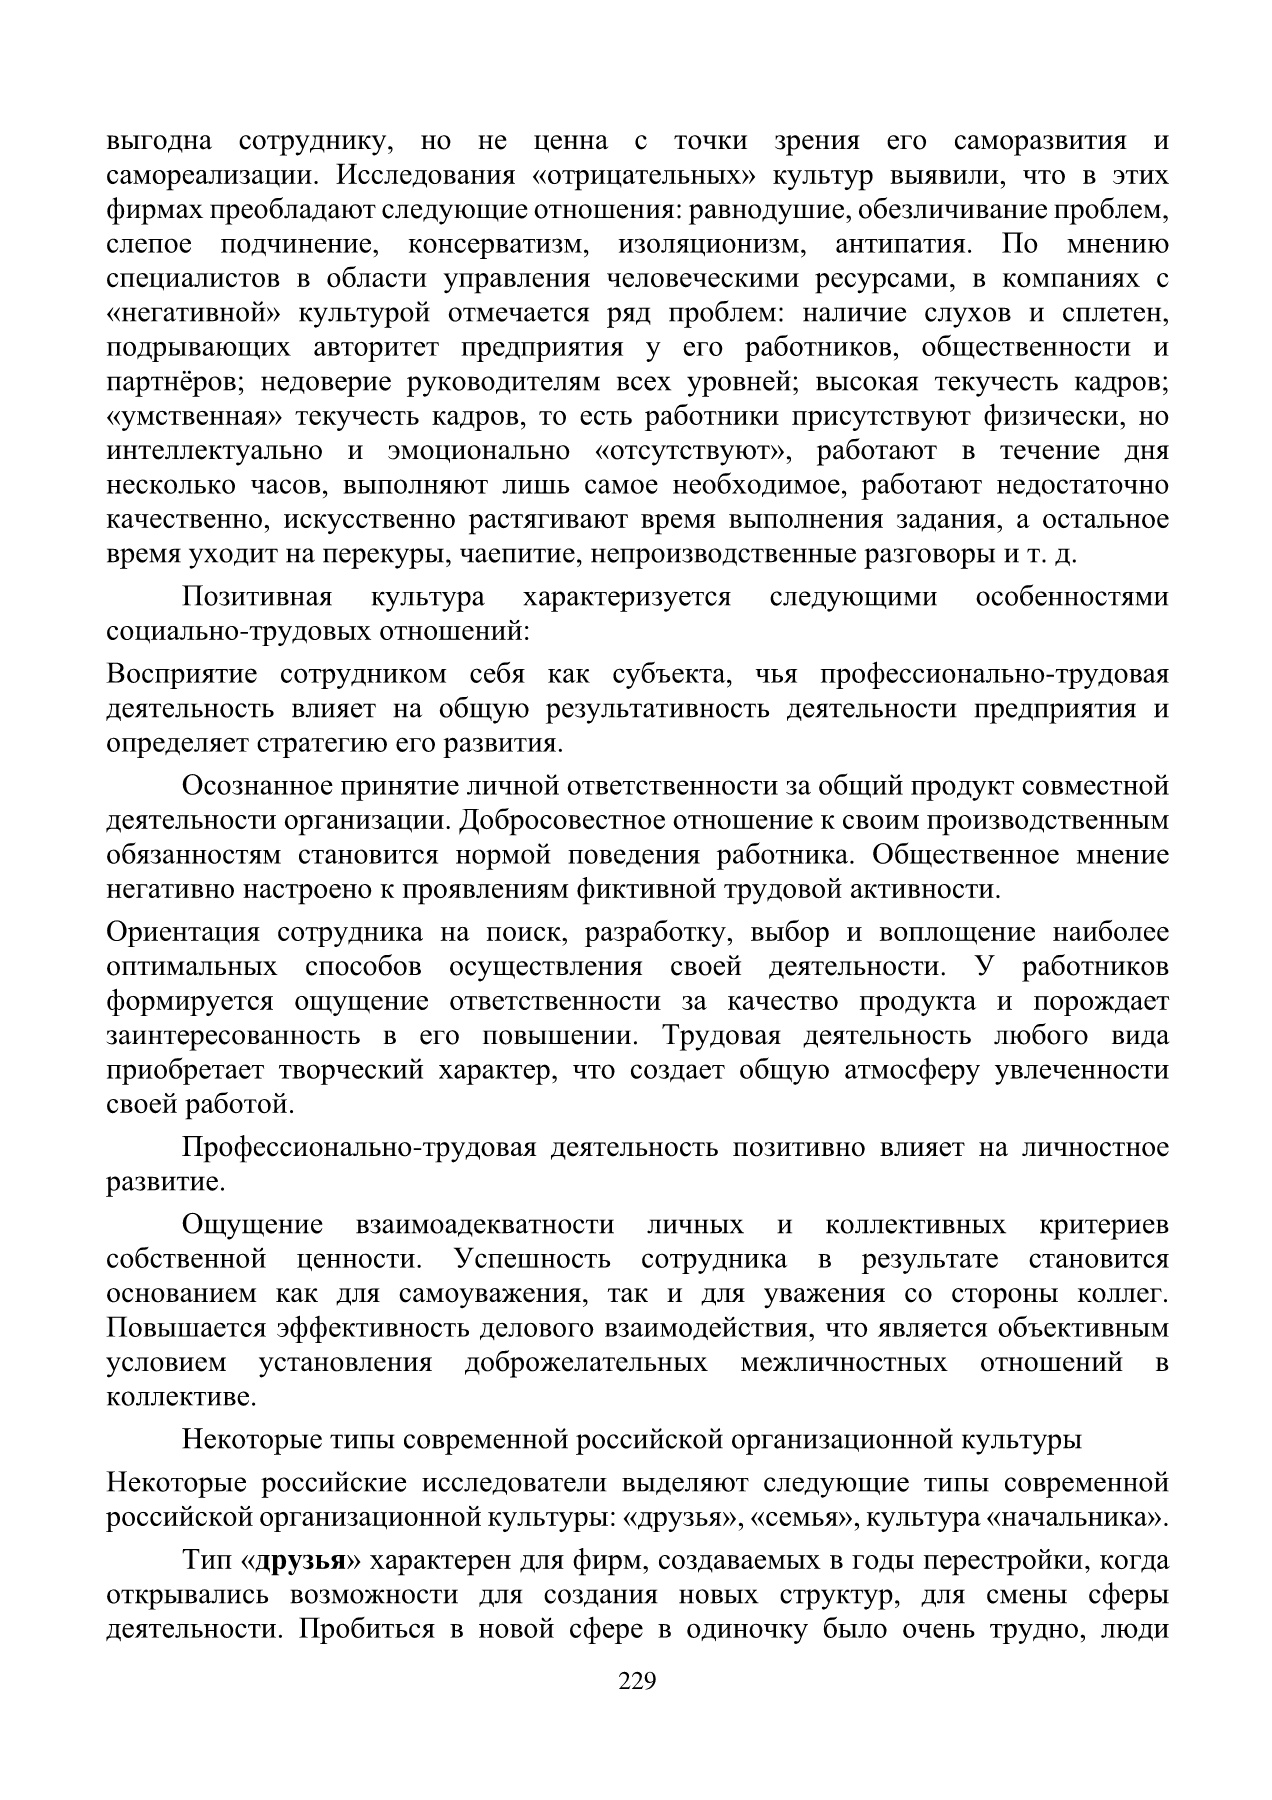 выгодна сотруднику, но не ценна с точки зрения его саморазвития и
самореализации. Исследования «отрицательных» культур выявили, что в этих
фирмах преобладают следующие отношения: равнодушие, обезличивание проблем,
слепое подчинение, консерватизм, изоляционизм, антипатия. По мнению
специалистов в области управления человеческими ресурсами, в компаниях с
«негативной» культурой отмечается ряд проблем: наличие слухов и сплетен,
подрывающих авторитет предприятия у его работников, общественности и
партнёров; недоверие руководителям всех уровней; высокая текучесть кадров;
«умственная» текучесть кадров, то есть работники присутствуют физически, но
интеллектуально и эмоционально «отсутствуют», работают в течение дня
несколько часов, выполняют лишь самое необходимое, работают недостаточно
качественно, искусственно растягивают время выполнения задания, а остальное
время уходит на перекуры, чаепитие, непроизводственные разговоры и т. д.
Позитивная культура характеризуется следующими особенностями
социально-трудовых отношений:
Восприятие сотрудником себя как субъекта, чья профессионально-трудовая
деятельность влияет на общую результативность деятельности предприятия и
определяет стратегию его развития.
Осознанное принятие личной ответственности за общий продукт совместной
деятельности организации. Добросовестное отношение к своим производственным
обязанностям становится нормой поведения работника. Общественное мнение
негативно настроено к проявлениям фиктивной трудовой активности.
Ориентация сотрудника на поиск, разработку, выбор и воплощение наиболее
оптимальных способов осуществления своей деятельности. У работников
формируется ощущение ответственности за качество продукта и порождает
заинтересованность в его повышении. Трудовая деятельность любого вида
приобретает творческий характер, что создает общую атмосферу увлеченности
своей работой.
Профессионально-трудовая деятельность позитивно влияет на личностное
развитие.
Ощущение взаимоадекватности личных и коллективных критериев
собственной ценности. Успешность сотрудника в результате становится
основанием как для самоуважения, так и для уважения со стороны коллег.
Повышается эффективность делового взаимодействия, что является объективным
условием установления доброжелательных межличностных отношений в
коллективе.
Некоторые типы современной российской организационной культуры
Некоторые российские исследователи выделяют следующие типы современной
российской организационной культуры: «друзья», «семья», культура «начальника».
Тип «друзья» характерен для фирм, создаваемых в годы перестройки, когда
открывались возможности для создания новых структур, для смены сферы
деятельности. Пробиться в новой сфере в одиночку было очень трудно, люди
229